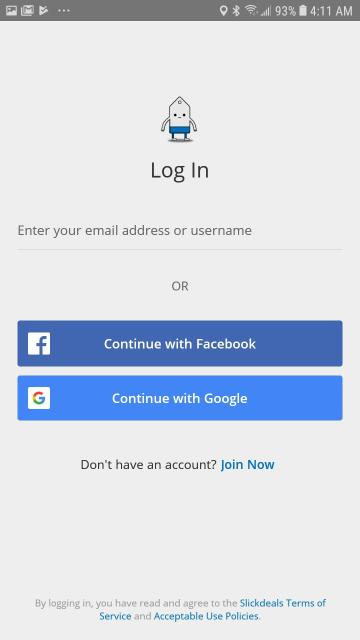 93% 4:11 AM
Log In
Enter your email address or username
OR
Continue with Facebook
Continue with Google
Don't have an account? Join Now
By logging in, you have read and agree to the Slickdeals Terms of
Service and Acceptable Use Policies.